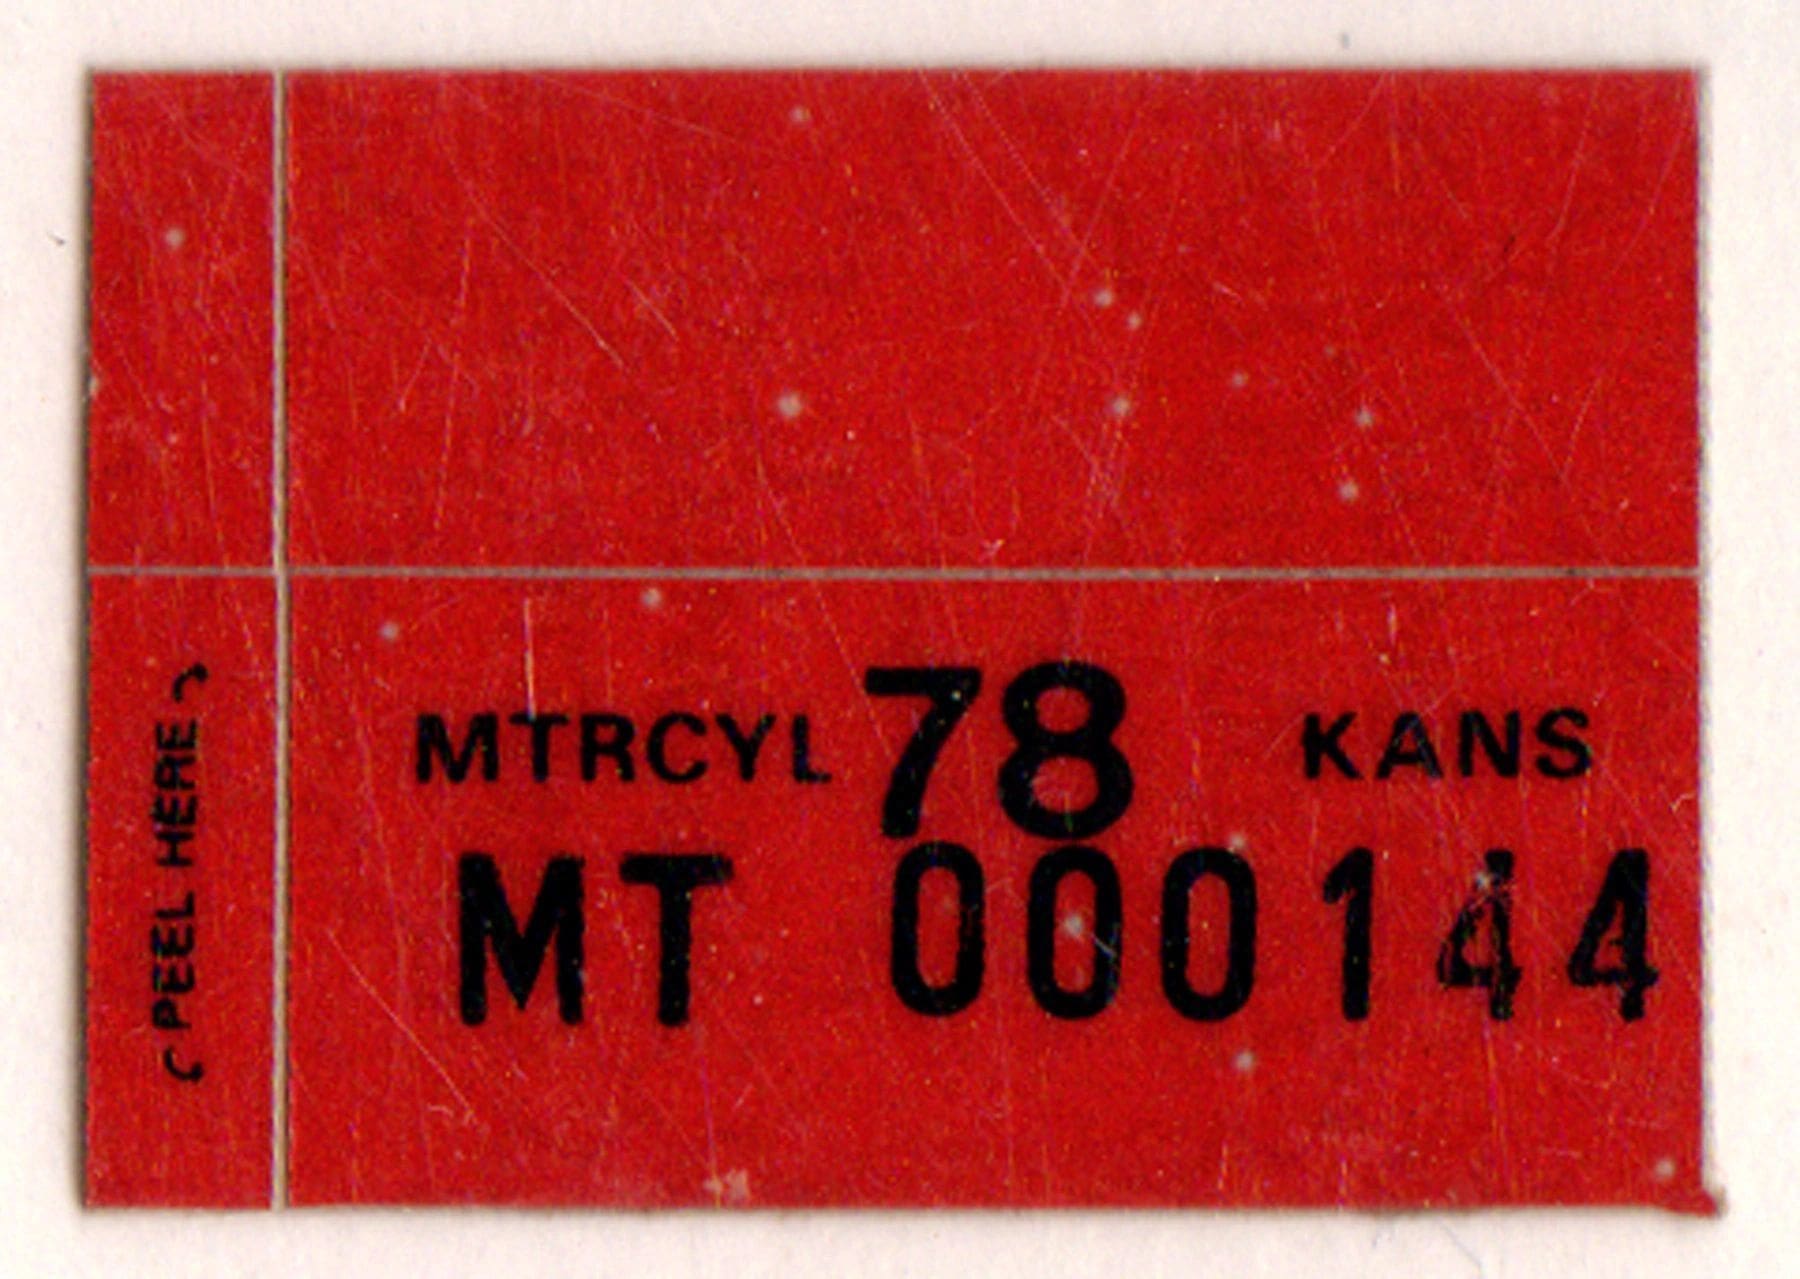 (PEEL HERE)
MTRCYL 78 KANS
MT 000144